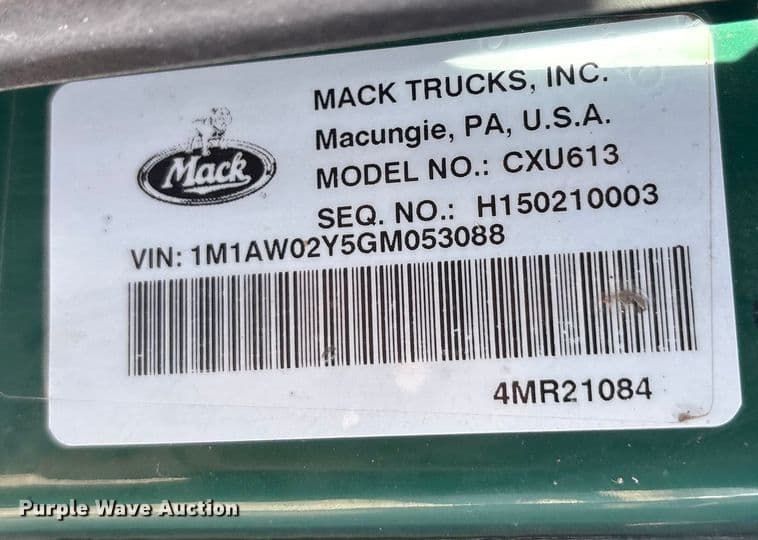 MACK TRUCKS, INC.
Macungie, PA, U.S.A.
Mack
MODEL NO.: CXU613
SEQ. NO.: H150210003
VIN: 1M1AW02Y5GM053088
4MR21084
Purple Wave Auction